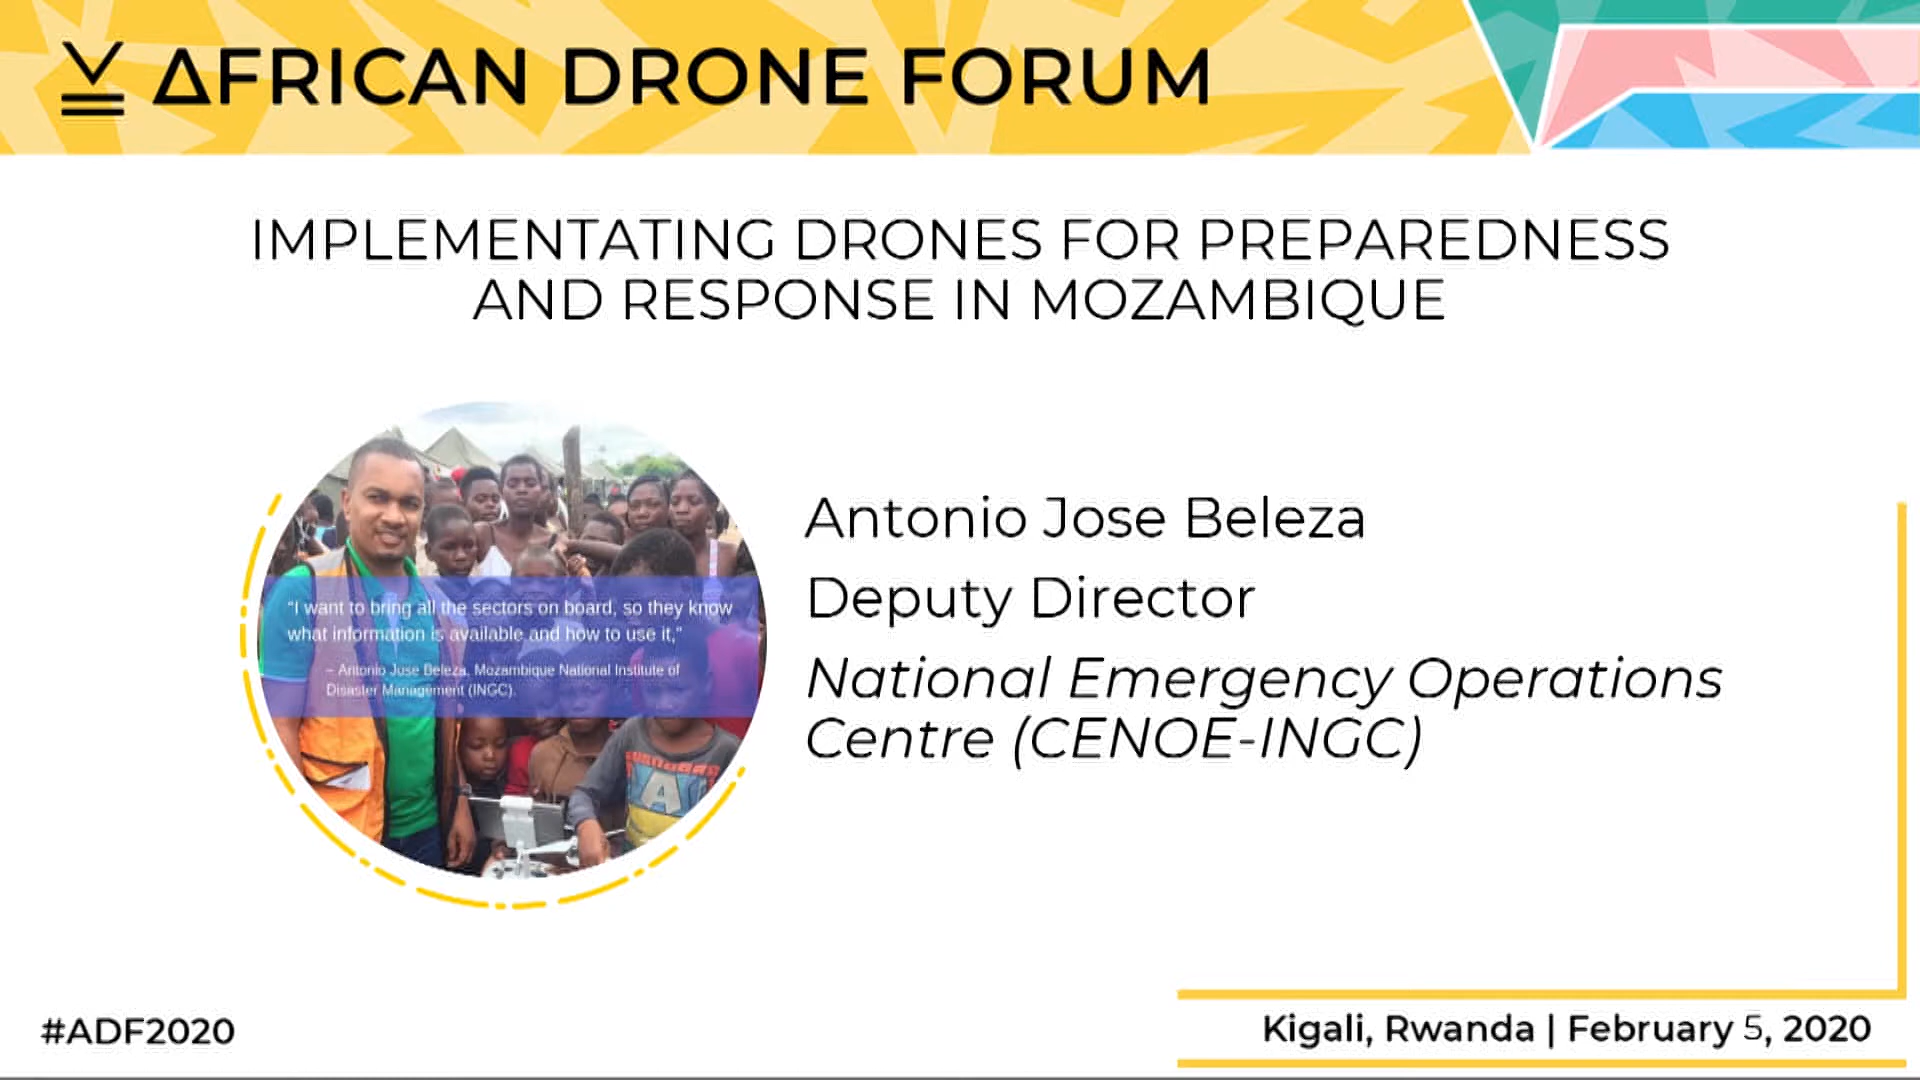 AFRICAN DRONE FORUM
IMPLEMENTATING DRONES FOR PREPAREDNESS
AND RESPONSE IN MOZAMBIQUE
"I want to bring all the sectors on board, so they know
what information is available and how to use it,"
– Antonio Jose Beleza, Mozambique National Institute of
Disaster Management (INGC).
Antonio Jose Beleza
Deputy Director
National Emergency Operations
Centre (CENOE-INGC)
#ADF2020
Kigali, Rwanda | February 5, 2020